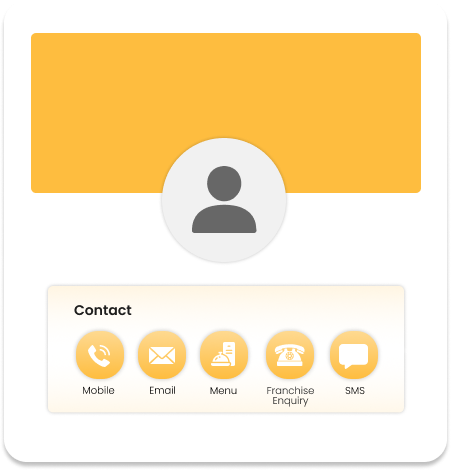 Contact
Mobile
Email
Menu
Franchise
Enquiry
SMS